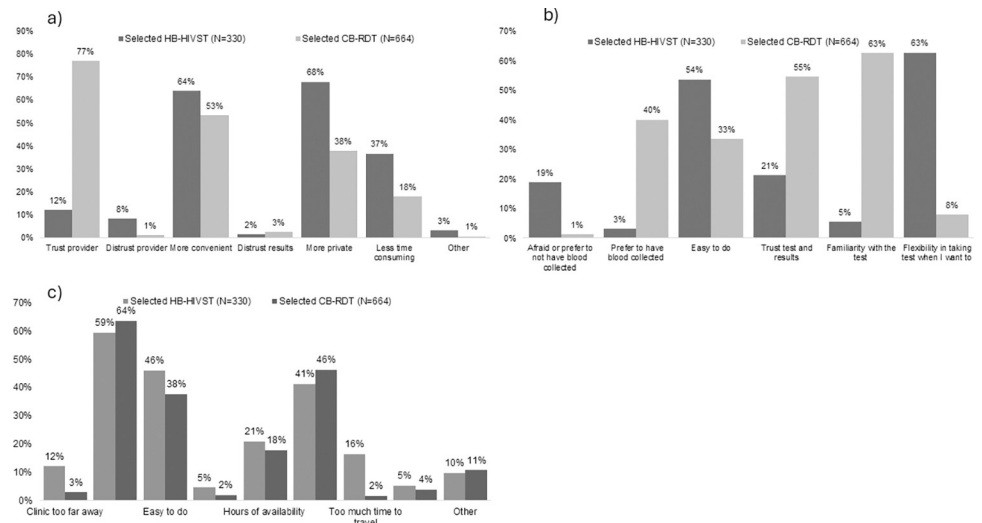 a)
Selected HB-HIVST (N=330) Selected CB-RDT (N=664)
90%
80%
70%
60%
50%
40%
30%
20%
10%
0%
12% 77% 8% 1% 64% 53% 2% 3% 68% 38% 37% 18% 3% 1%
Trust provider Distrust provider More convenient Distrust results More private Less time Other
consuming
b)
Selected HB-HIVST (N=330) Selected CB-RDT (N=664)
70%
60%
50%
40%
30%
20%
10%
0%
19% 1% 3% 40% 54% 33% 21% 55% 5% 63% 63% 8%
Afraid or prefer to Prefer to have Easy to do Trust test and Familiarity with the Flexibility in taking
not have blood blood collected results test test when I want to
collected
c)
Selected HB-HIVST (N=330) Selected CB-RDT (N=664)
70%
60%
50%
40%
30%
20%
10%
0%
12% 3% 59% 64% 46% 38% 5% 2% 21% 18% 41% 46% 16% 2% 5% 4% 10% 11%
Clinic too far away Easy to do Hours of availability Too much time to Other
travel